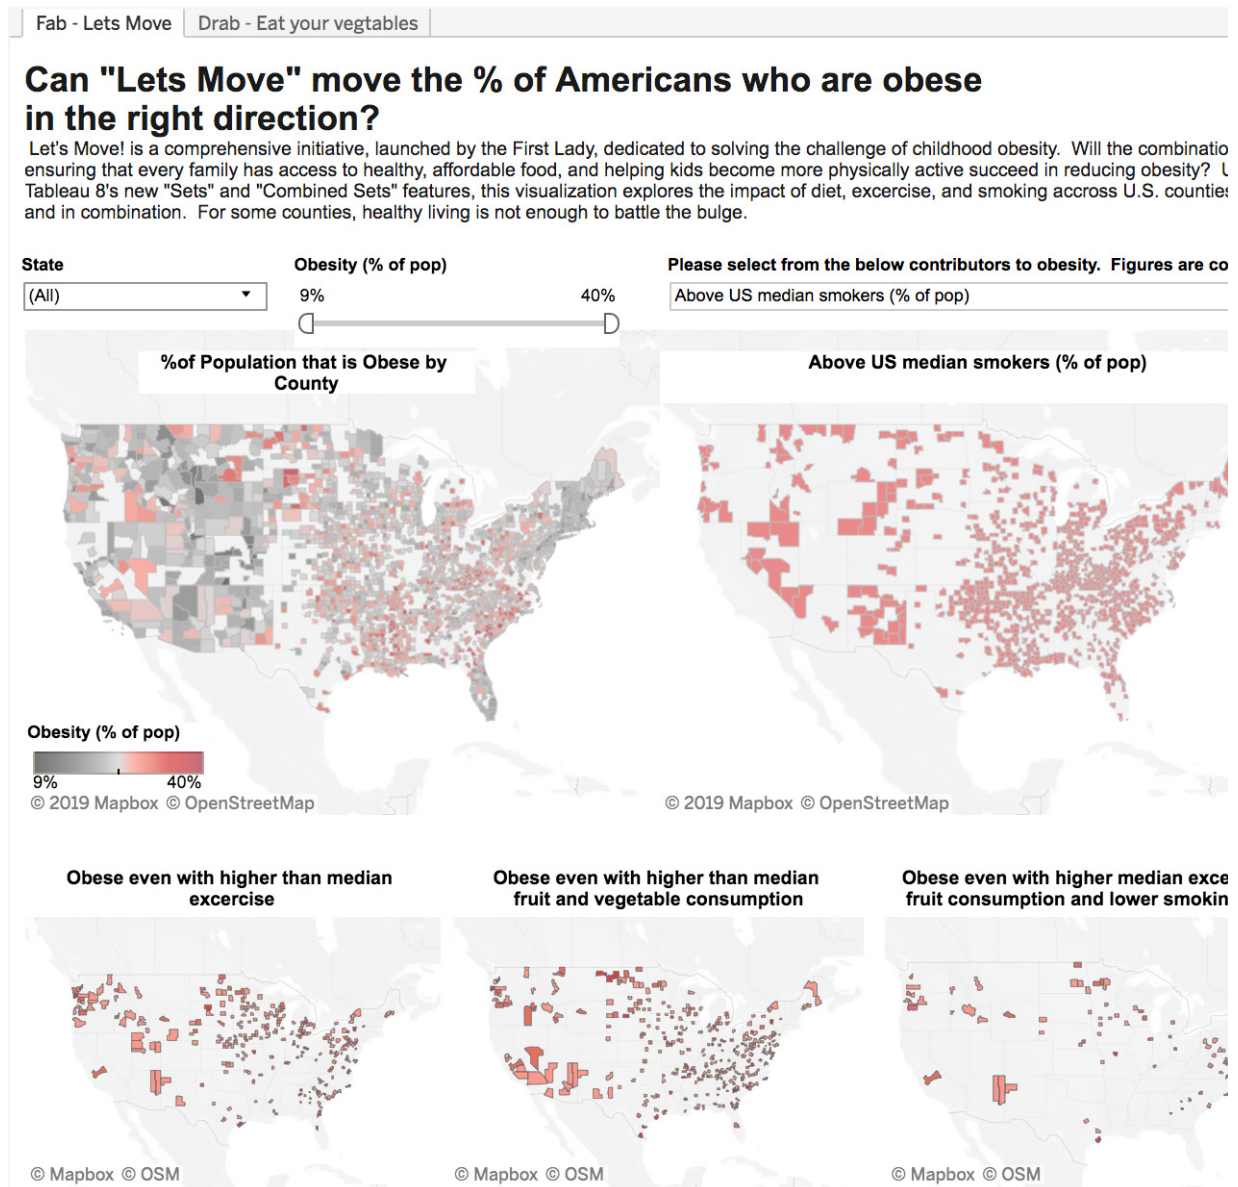 Fab - Lets Move
Drab - Eat your vegtables
Can "Lets Move" move the % of Americans who are obese
in the right direction?
Let's Move! is a comprehensive initiative, launched by the First Lady, dedicated to solving the challenge of childhood obesity. Will the combinatio
ensuring that every family has access to healthy, affordable food, and helping kids become more physically active succeed in reducing obesity? U
Tableau 8's new "Sets" and "Combined Sets" features, this visualization explores the impact of diet, excercise, and smoking accross U.S. counties
and in combination. For some counties, healthy living is not enough to battle the bulge.
State
Obesity (% of pop)
Please select from the below contributors to obesity. Figures are co
(All)
9%
40%
Above US median smokers (% of pop)
%of Population that is Obese by
County
Above US median smokers (% of pop)
Obesity (% of pop)
9%
40%
© 2019 Mapbox © OpenStreetMap
© 2019 Mapbox © OpenStreetMap
Obese even with higher than median
excercise
Obese even with higher than median
fruit and vegetable consumption
Obese even with higher median exce
fruit consumption and lower smokin
© Mapbox © OSM
© Mapbox © OSM
© Mapbox © OSM